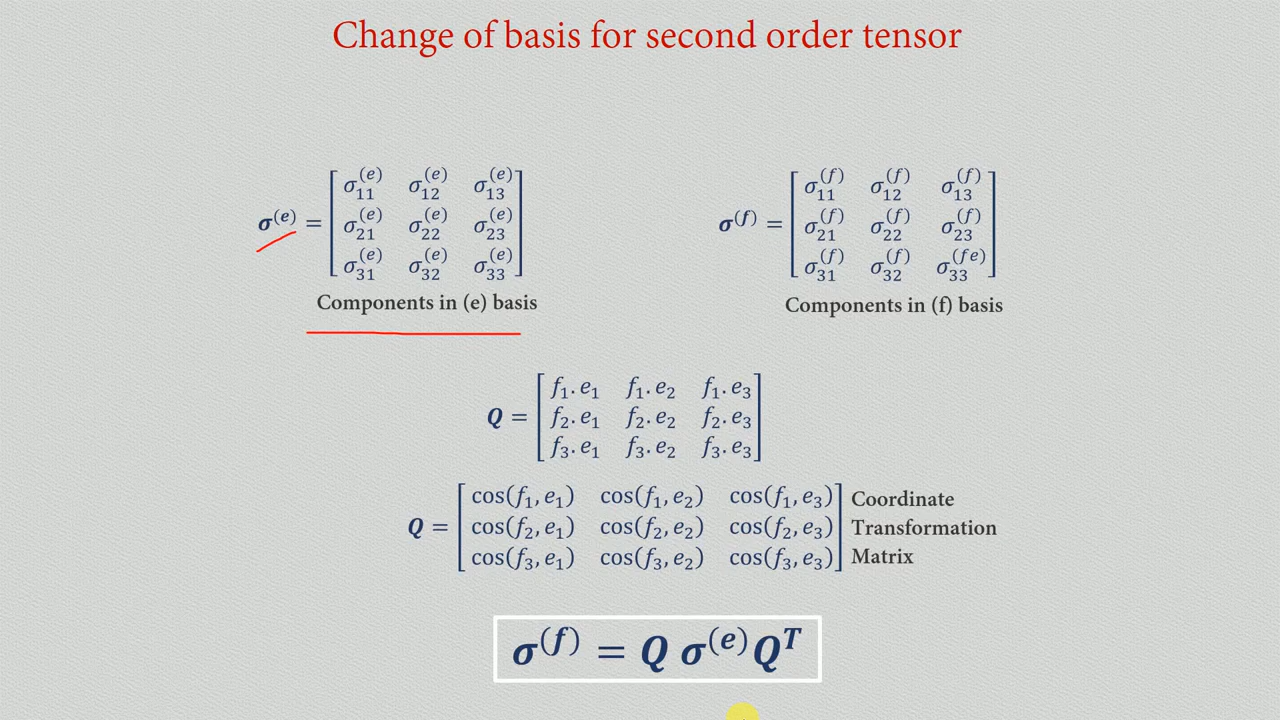 Change of basis for second order tensor
σ^(e) = [σ₁₁^(e) σ₁₂^(e) σ₁₃^(e)
σ₂₁^(e) σ₂₂^(e) σ₂₃^(e)
σ₃₁^(e) σ₃₂^(e) σ₃₃^(e)]
Components in (e) basis
σ^(f) = [σ₁₁^(f) σ₁₂^(f) σ₁₃^(f)
σ₂₁^(f) σ₂₂^(f) σ₂₃^(f)
σ₃₁^(f) σ₃₂^(f) σ₃₃^(fe)]
Components in (f) basis
Q = [f₁.e₁ f₁.e₂ f₁.e₃
f₂.e₁ f₂.e₂ f₂.e₃
f₃.e₁ f₃.e₂ f₃.e₃]
Q = [cos(f₁,e₁) cos(f₁,e₂) cos(f₁,e₃)
cos(f₂,e₁) cos(f₂,e₂) cos(f₂,e₃)
cos(f₃,e₁) cos(f₃,e₂) cos(f₃,e₃)]
Coordinate
Transformation
Matrix
σ^(f) = Q σ^(e) Q^T